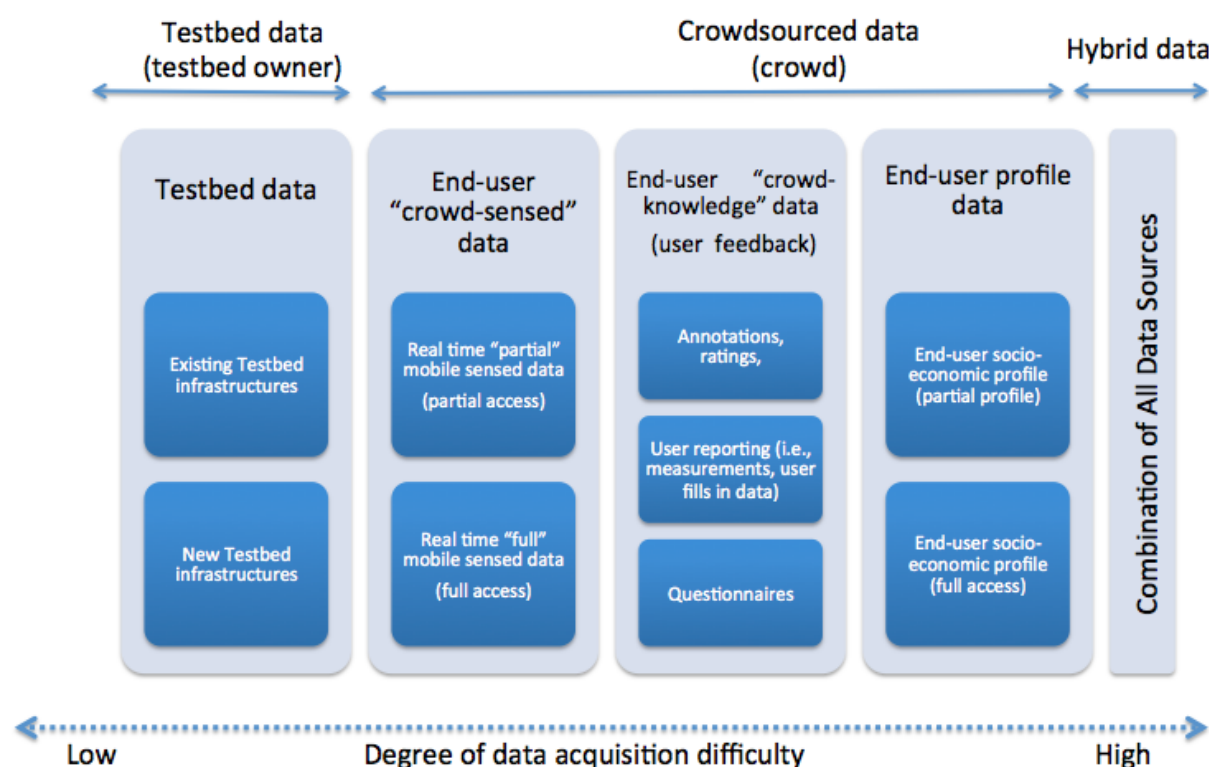 Testbed data
(testbed owner)
Crowdsourced data
(crowd)
Hybrid data
Testbed data
Existing Testbed
infrastructures
New Testbed
infrastructures
End-user
“crowd-sensed”
data
Real time “partial”
mobile sensed data
(partial access)
Real time “full”
mobile sensed data
(full access)
End-user “crowd-
knowledge” data
(user feedback)
Annotations,
ratings,
User reporting (i.e.,
measurements, user
fills in data)
Questionnaires
End-user profile
data
End-user socio-
economic profile
(partial profile)
End-user socio-
economic profile
(full access)
Combination of All Data Sources
Low
Degree of data acquisition difficulty
High